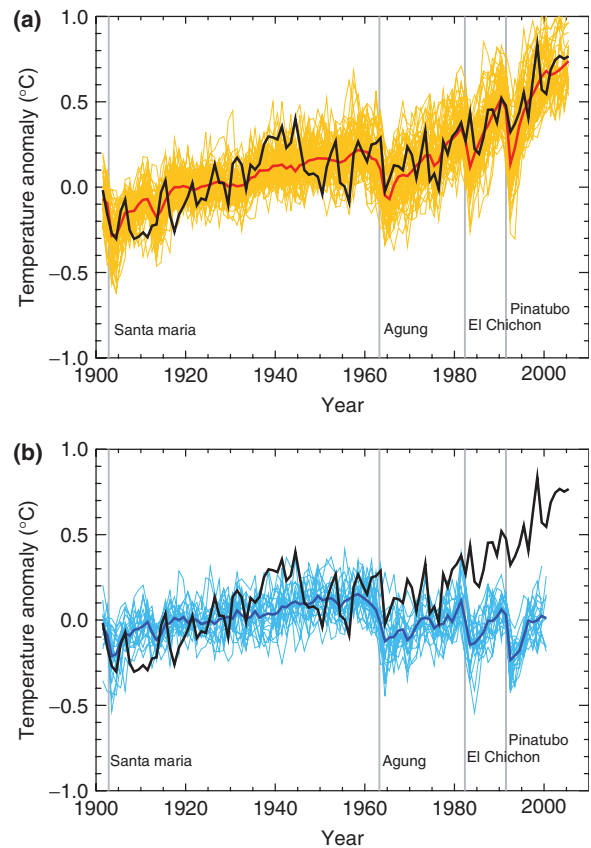 (a)
1.0
0.5
0.0
−0.5
−1.0
Temperature anomaly (°C)
Santa maria
Agung
El Chichon
Pinatubo
1900 1920 1940 1960 1980 2000
Year
(b)
1.0
0.5
0.0
−0.5
−1.0
Temperature anomaly (°C)
Santa maria
Agung
El Chichon
Pinatubo
1900 1920 1940 1960 1980 2000
Year